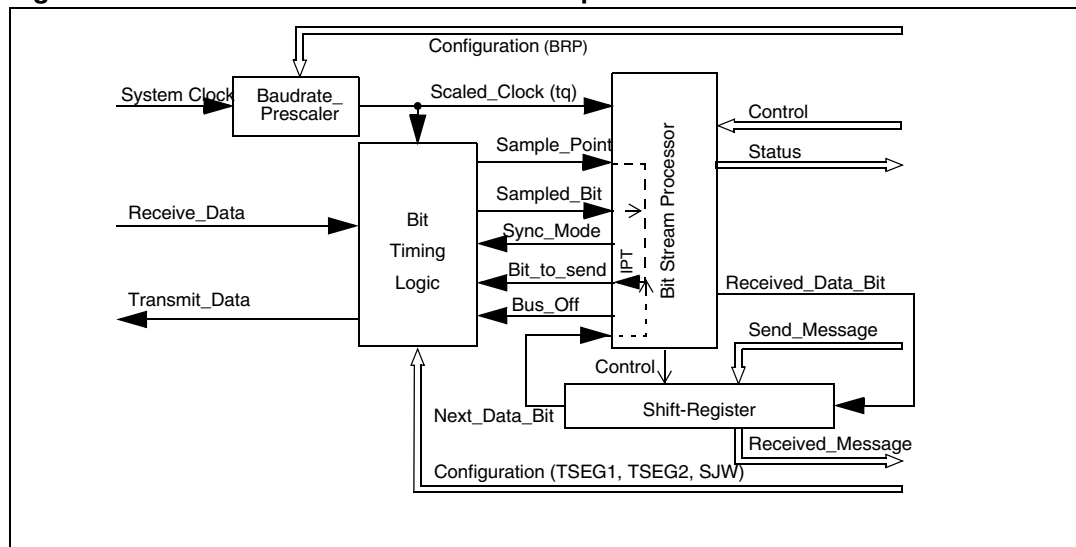 Configuration (BRP)
System Clock
Baudrate_
Prescaler
Scaled_Clock (tq)
Control
Sample_Point
Status
Sampled_Bit
Receive_Data
Bit
Timing
Logic
Sync_Mode
IPT
Bit Stream Processor
Bit_to_send
Received_Data_Bit
Transmit_Data
Bus_Off
Send_Message
Control
Shift-Register
Next_Data_Bit
Received_Message
Configuration (TSEG1, TSEG2, SJW)